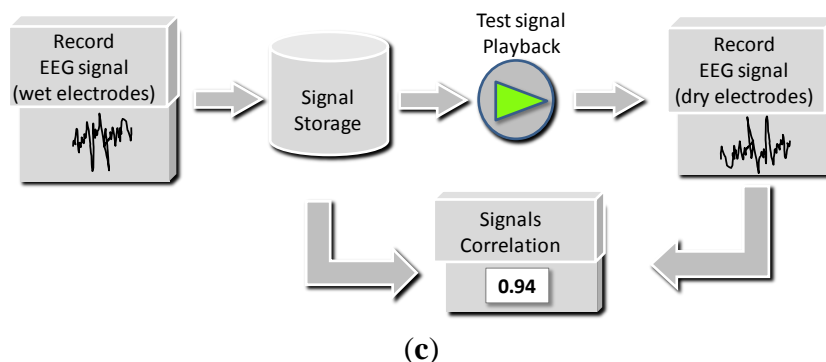 Record
EEG signal
(wet electrodes)
Signal
Storage
Test signal
Playback
Record
EEG signal
(dry electrodes)
Signals
Correlation
0.94
(c)